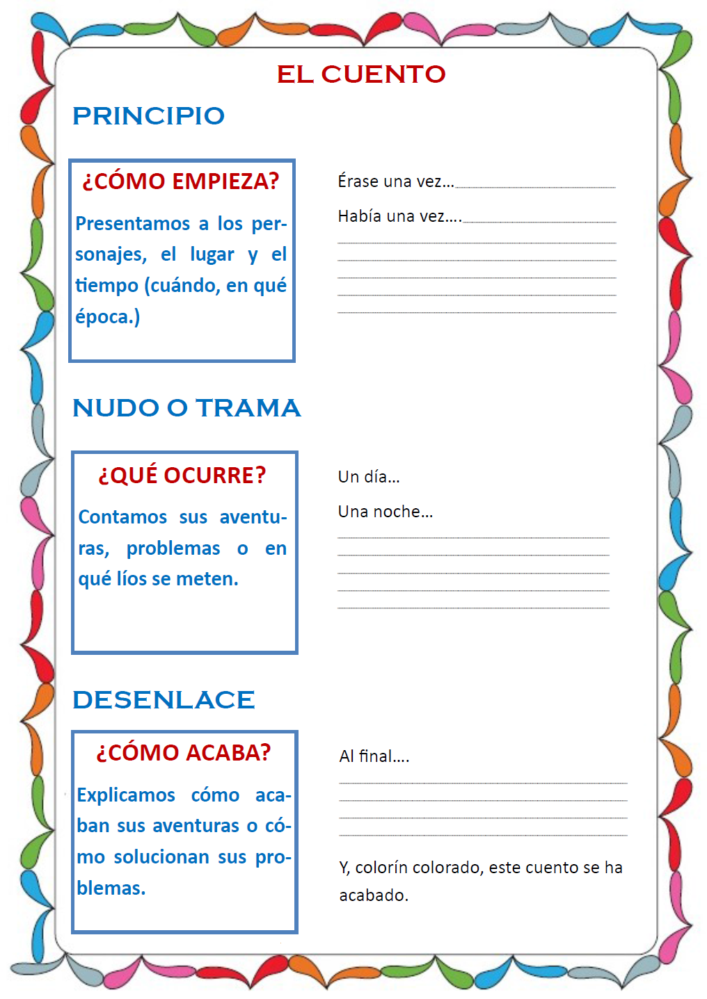 EL CUENTO
PRINCIPIO
¿CÓMO EMPIEZA?
Presentamos a los per-
sonajes, el lugar y el
tiempo (cuándo, en qué
época.)
Érase una vez...
Había una vez....
NUDO O TRAMA
¿QUÉ OCURRE?
Contamos sus aventu-
ras, problemas o en
qué líos se meten.
Un día...
Una noche...
DESENLACE
¿CÓMO ACABA?
Explicamos cómo aca-
ban sus aventuras o có-
mo solucionan sus pro-
blemas.
Al final....
Y, colorín colorado, este cuento se ha
acabado.